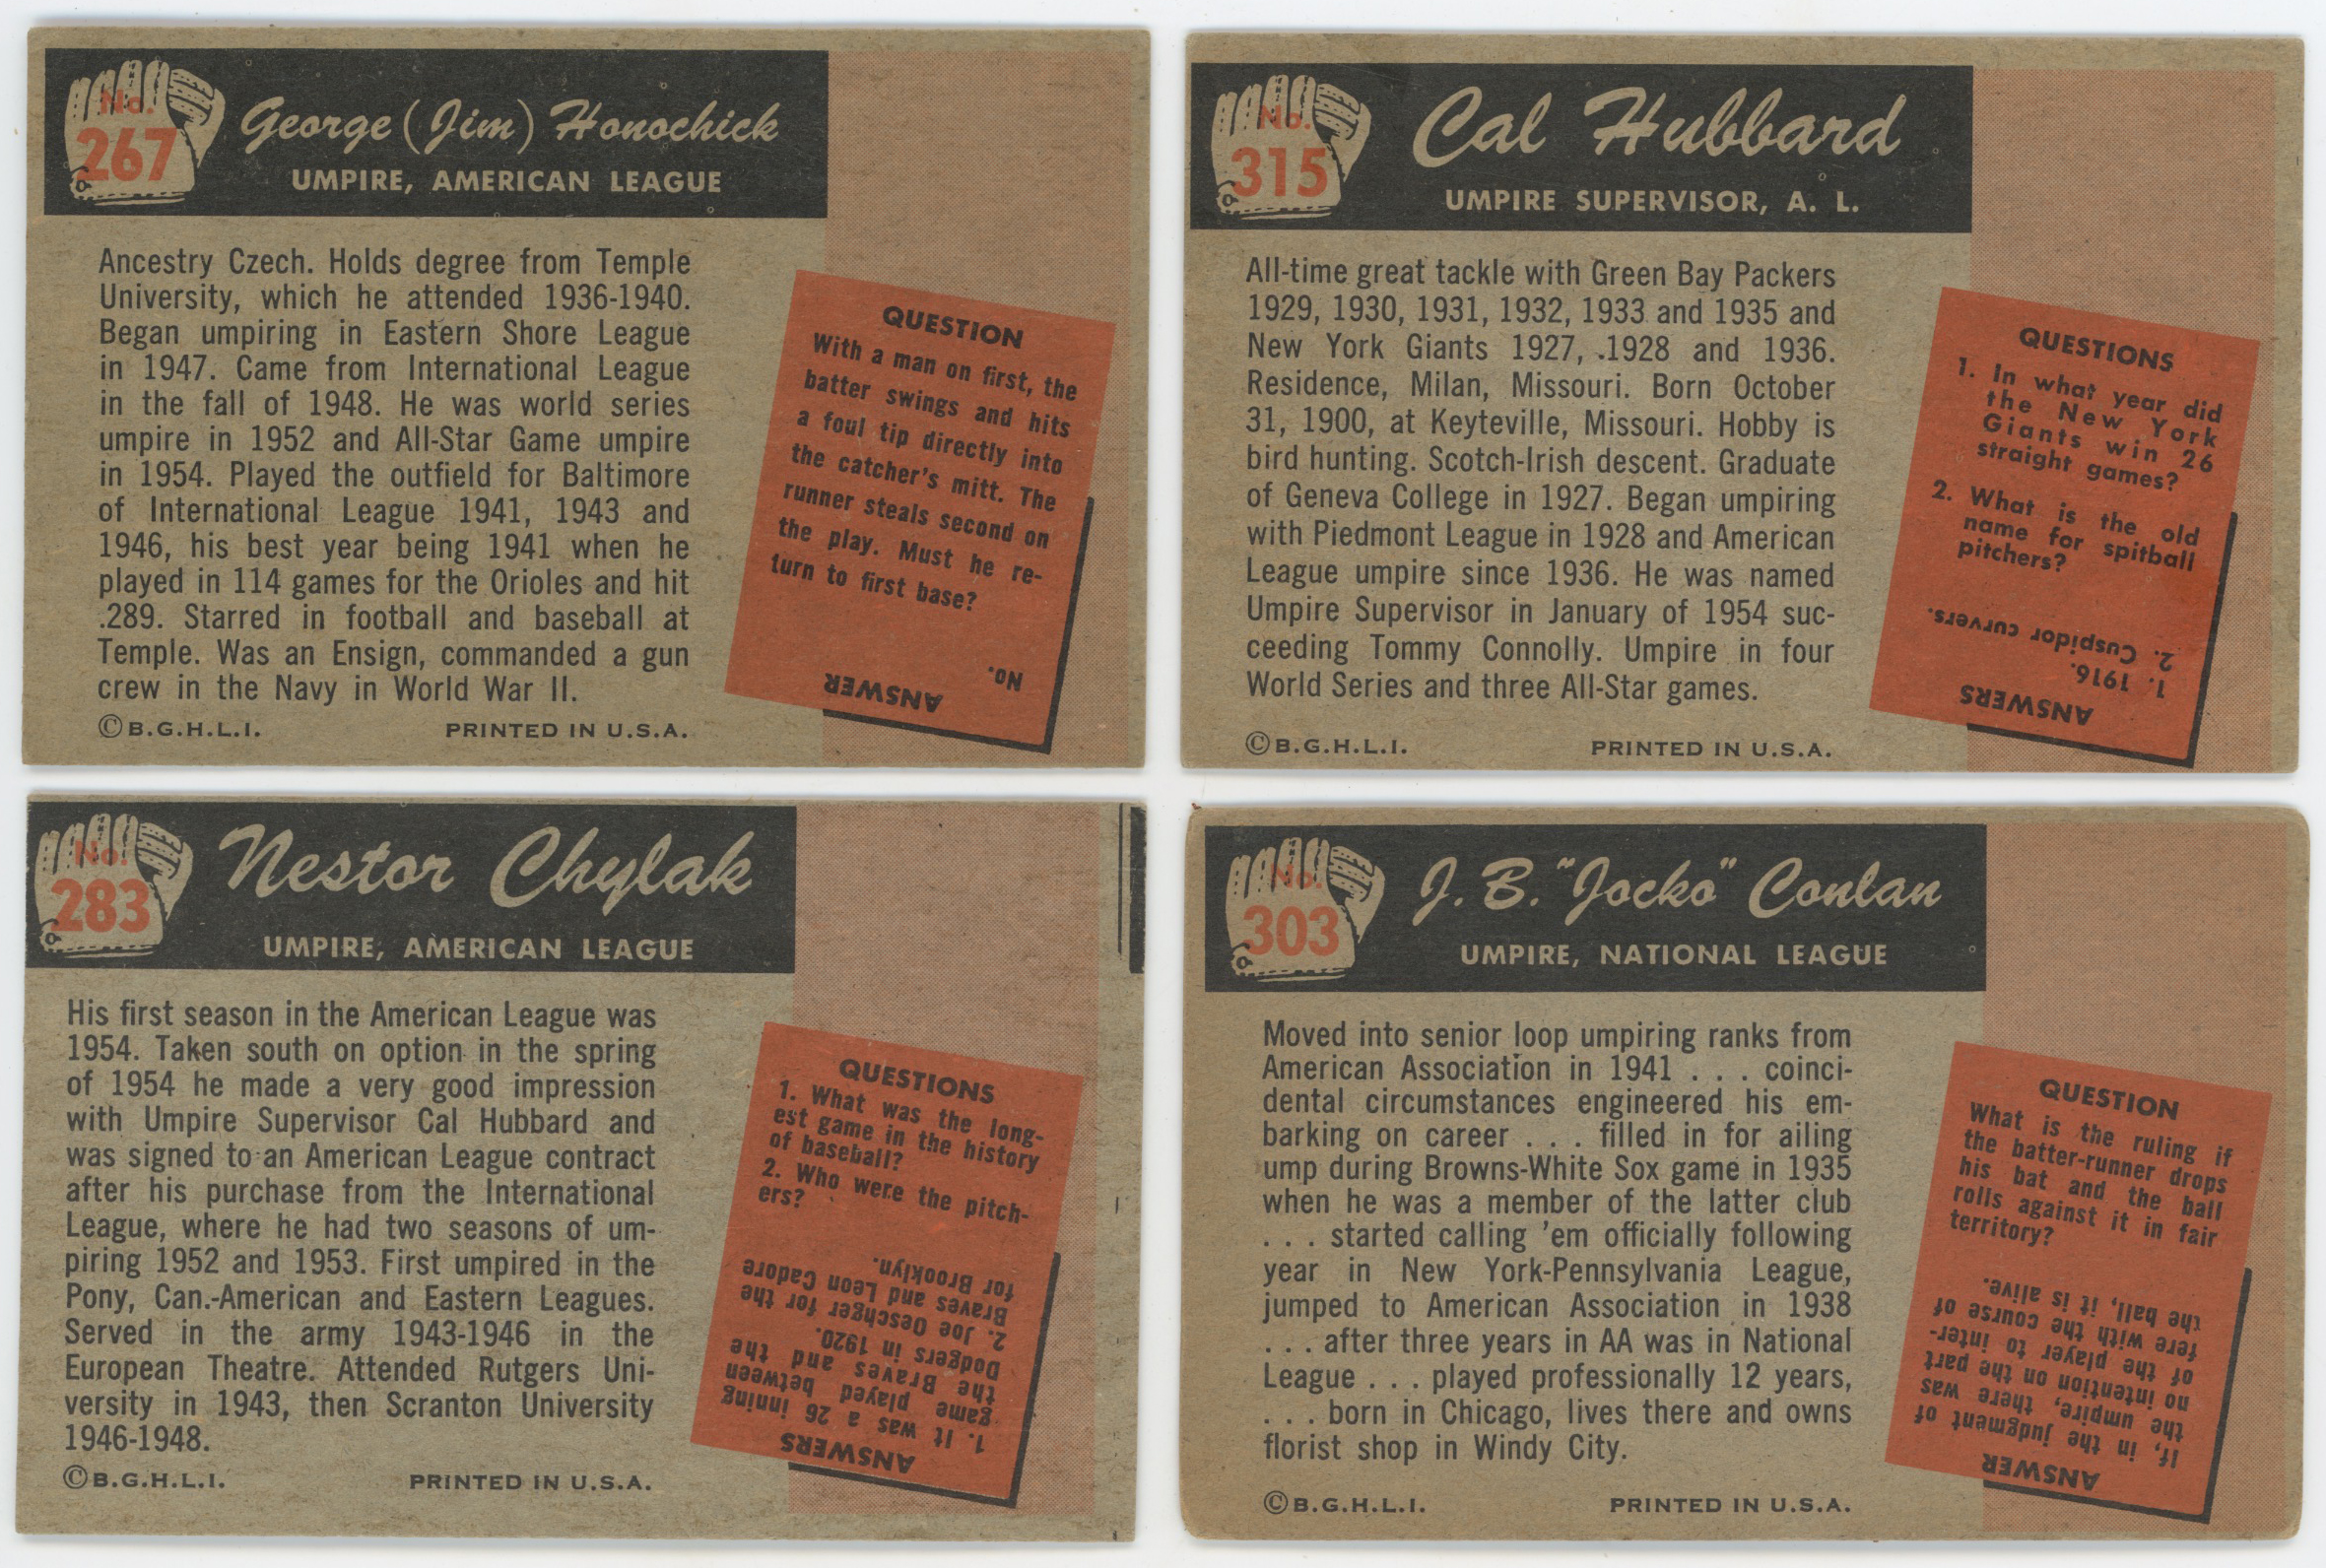 No.
267
George (Jim) Honochick
UMPIRE, AMERICAN LEAGUE
Ancestry Czech. Holds degree from Temple
University, which he attended 1936-1940.
Began umpiring in Eastern Shore League
in 1947. Came from International League
in the fall of 1948. He was world series
umpire in 1952 and All-Star Game umpire
in 1954. Played the outfield for Baltimore
of International League 1941, 1943 and
1946, his best year being 1941 when he
played in 114 games for the Orioles and hit
.289. Starred in football and baseball at
Temple. Was an Ensign, commanded a gun
crew in the Navy in World War II.
©B.G.H.L.I. PRINTED IN U.S.A.
QUESTION
With a man on first, the
batter swings and hits
a foul tip directly into
the catcher's mitt. The
runner steals second on
the play. Must he re-
turn to first base?
ANSWER
No.
No.
315
Cal Hubbard
UMPIRE SUPERVISOR, A. L.
All-time great tackle with Green Bay Packers
1929, 1930, 1931, 1932, 1933 and 1935 and
New York Giants 1927, .1928 and 1936.
Residence, Milan, Missouri. Born October
31, 1900, at Keyteville, Missouri. Hobby is
bird hunting. Scotch-Irish descent. Graduate
of Geneva College in 1927. Began umpiring
with Piedmont League in 1928 and American
League umpire since 1936. He was named
Umpire Supervisor in January of 1954 suc-
ceeding Tommy Connolly. Umpire in four
World Series and three All-Star games.
©B.G.H.L.I. PRINTED IN U.S.A.
QUESTIONS
1. In what year did
the New York
Giants win 26
straight games?
2. What is the old
name for spitball
pitchers?
ANSWERS
1. 1916.
2. Cuspidor curvers.
No.
283
Nestor Chylak
UMPIRE, AMERICAN LEAGUE
His first season in the American League was
1954. Taken south on option in the spring
of 1954 he made a very good impression
with Umpire Supervisor Cal Hubbard and
was signed to an American League contract
after his purchase from the International
League, where he had two seasons of um-
piring 1952 and 1953. First umpired in the
Pony, Can.-American and Eastern Leagues.
Served in the army 1943-1946 in the
European Theatre. Attended Rutgers Uni-
versity in 1943, then Scranton University
1946-1948.
©B.G.H.L.I. PRINTED IN U.S.A.
QUESTIONS
1. What was the long-
est game in the history
of baseball?
2. Who were the pitch-
ers?
ANSWERS
1. It was a 26 inning
game played between
the Braves and the
Dodgers in 1920.
2. Joe Oeschger for the
Braves and Leon Cadore
for Brooklyn.
No.
303
J. B. "Jocko" Conlan
UMPIRE, NATIONAL LEAGUE
Moved into senior loop umpiring ranks from
American Association in 1941 . . . coinci-
dental circumstances engineered his em-
barking on career . . . filled in for ailing
ump during Browns-White Sox game in 1935
when he was a member of the latter club
. . . started calling 'em officially following
year in New York-Pennsylvania League,
jumped to American Association in 1938
. . . after three years in AA was in National
League . . . played professionally 12 years,
. . . born in Chicago, lives there and owns
florist shop in Windy City.
©B.G.H.L.I. PRINTED IN U.S.A.
QUESTION
What is the ruling if
the batter-runner drops
his bat and the ball
rolls against it in fair
territory?
ANSWER
If, in the judgment of
the umpire, there was
no intention on the part
of the player to inter-
fere with the course of
the ball, it is alive.